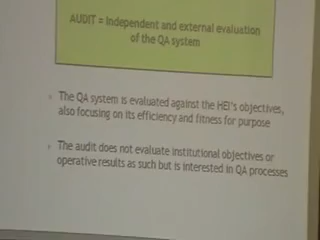 AUDIT = Independent and external evaluation
of the QA system
The QA system is evaluated against the HEI's objectives,
also focusing on its efficiency and fitness for purpose
The audit does not evaluate institutional objectives or
operative results as such but is interested in QA processes